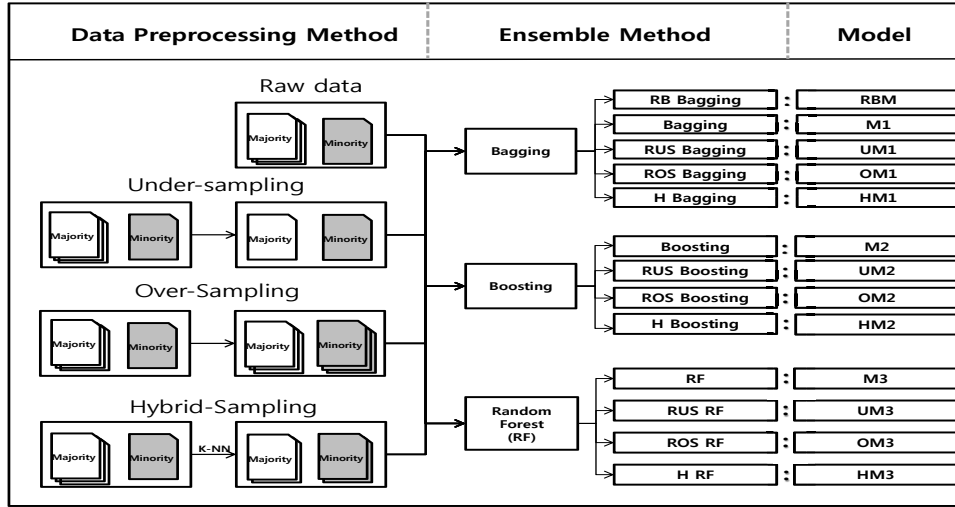 Data Preprocessing Method
Ensemble Method
Model
Raw data
Majority
Minority
Under-sampling
Majority
Minority
Majority
Minority
Over-Sampling
Majority
Minority
Majority
Minority
Hybrid-Sampling
Majority
Minority
K-NN
Majority
Minority
Bagging
RB Bagging : RBM
Bagging : M1
RUS Bagging : UM1
ROS Bagging : OM1
H Bagging : HM1
Boosting
Boosting : M2
RUS Boosting : UM2
ROS Boosting : OM2
H Boosting : HM2
Random
Forest
(RF)
RF : M3
RUS RF : UM3
ROS RF : OM3
H RF : HM3